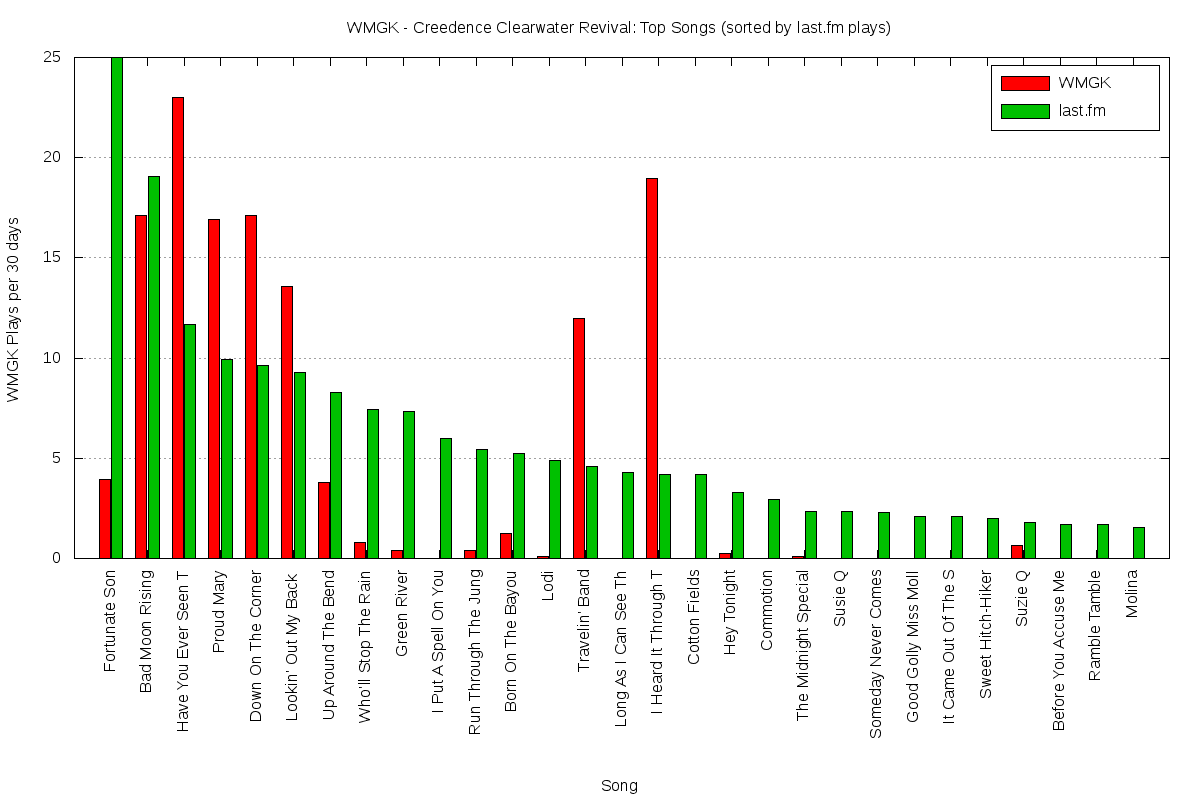 WMGK - Creedence Clearwater Revival: Top Songs (sorted by last.fm plays)
WMGK
last.fm
WMGK Plays per 30 days
25
20
15
10
5
0
Fortunate Son
Bad Moon Rising
Have You Ever Seen T
Proud Mary
Down On The Corner
Lookin' Out My Back
Up Around The Bend
Who'll Stop The Rain
Green River
I Put A Spell On You
Run Through The Jung
Born On The Bayou
Lodi
Travelin' Band
Long As I Can See Th
I Heard It Through T
Cotton Fields
Hey Tonight
Commotion
The Midnight Special
Susie Q
Someday Never Comes
Good Golly Miss Moll
It Came Out Of The S
Sweet Hitch-Hiker
Suzie Q
Before You Accuse Me
Ramble Tamble
Molina
Song